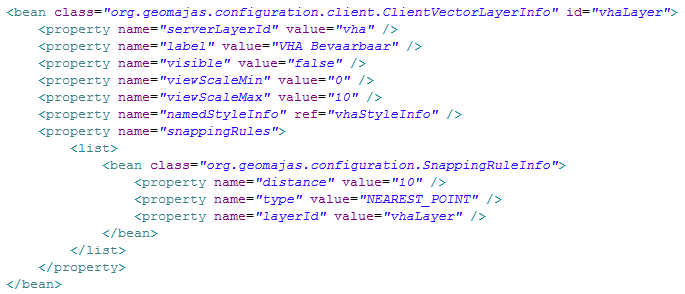 <bean class="org.geomajas.configuration.client.ClientVectorLayerInfo" id="vhaLayer">
    <property name="serverLayerId" value="vha" />
    <property name="label" value="VHA Bevaarbaar" />
    <property name="visible" value="false" />
    <property name="viewScaleMin" value="0" />
    <property name="viewScaleMax" value="10" />
    <property name="namedStyleInfo" ref="vhaStyleInfo" />
    <property name="snappingRules">
        <list>
            <bean class="org.geomajas.configuration.SnappingRuleInfo">
                <property name="distance" value="10" />
                <property name="type" value="NEAREST_POINT" />
                <property name="layerId" value="vhaLayer" />
            </bean>
        </list>
    </property>
</bean>